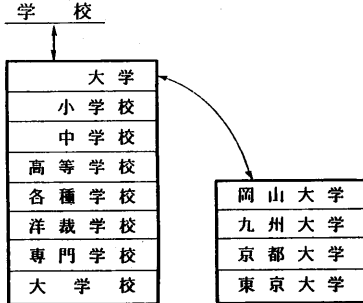 学校
大学
小学校
中学校
高等学校
各種学校
洋裁学校
専門学校
大学校
岡山大学
九州大学
京都大学
東京大学